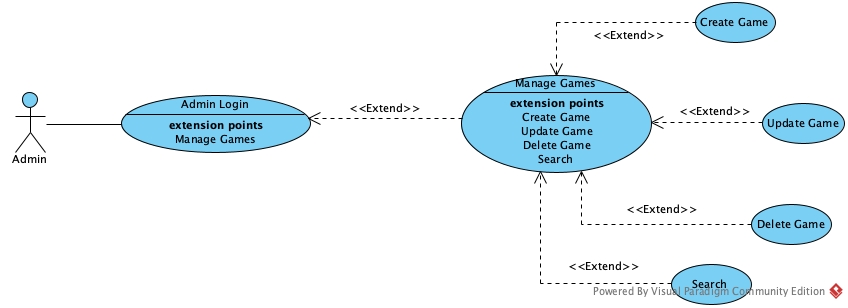 Create Game
<<Extend>>
Manage Games
extension points
Create Game
Update Game
Delete Game
Search
Admin Login
extension points
Manage Games
<<Extend>>
<<Extend>>
Update Game
Admin
<<Extend>>
Delete Game
<<Extend>>
Search
Powered By Visual Paradigm Community Edition